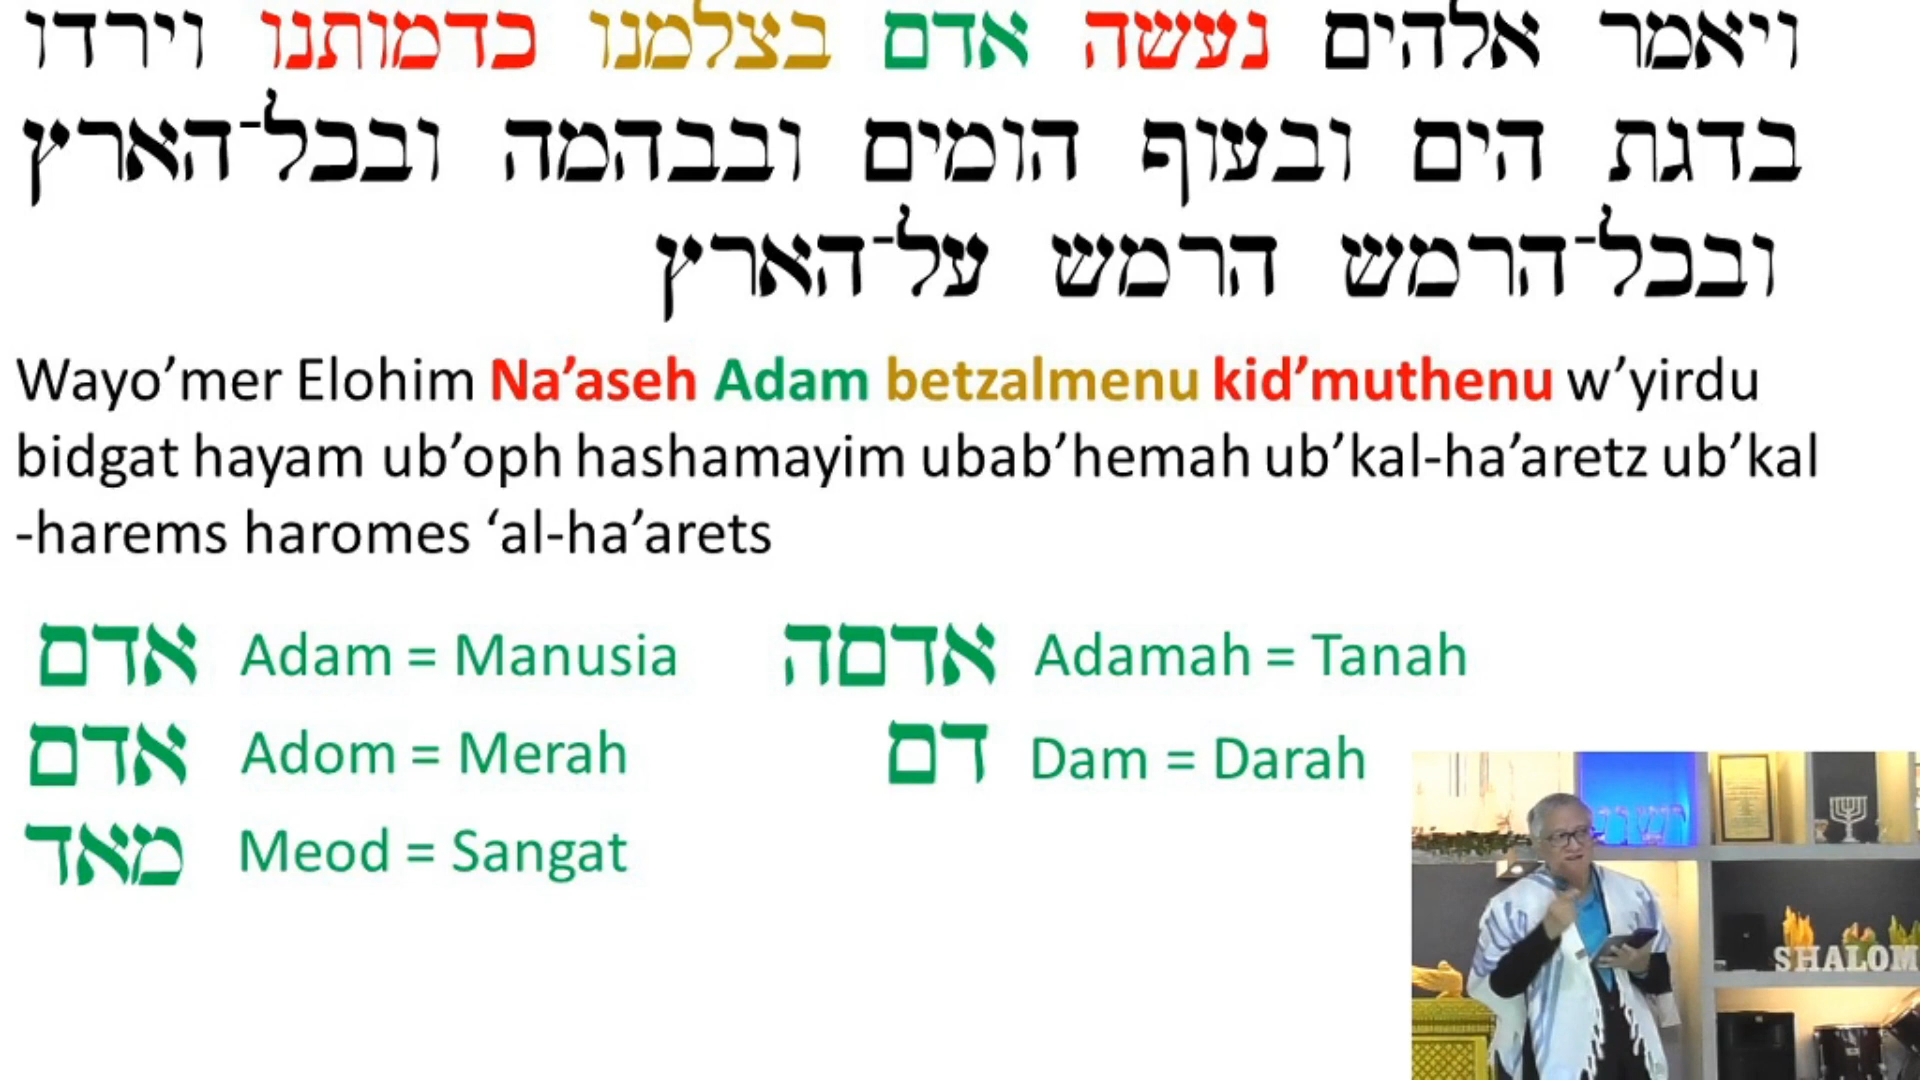 ויאמר אלהים נעשה אדם בצלמנו כדמותנו וירדו
בדגת הים ובעוף הומים ובבהמה ובכל־הארץ
ובכל־הרמש הרמש על־הארץ
Wayo’mer Elohim Na’aseh Adam betzalmenu kid’muthenu w’yirdu
bidgat hayam ub’oph hashamayim ubab’hemah ub’kal-ha’aretz ub’kal
-harems haromes ‘al-ha’arets
אדם Adam = Manusia אדםה Adamah = Tanah
אדם Adom = Merah דם Dam = Darah
מאד Meod = Sangat
SHALOM